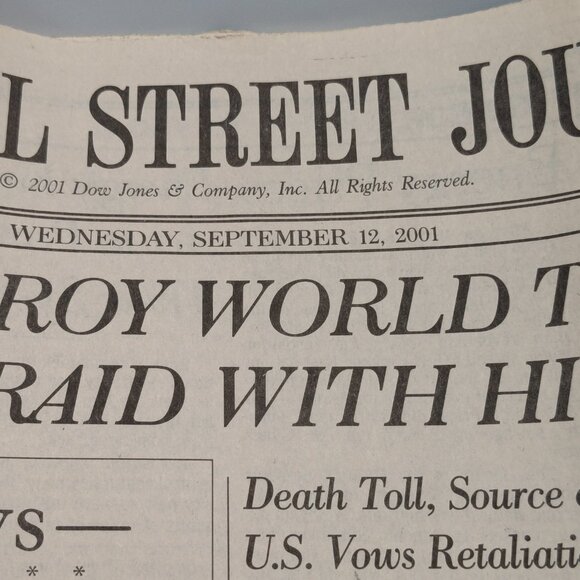 L STREET JOU
© 2001 Dow Jones & Company, Inc. All Rights Reserved.
WEDNESDAY, SEPTEMBER 12, 2001
ROY WORLD T
RAID WITH HI
Death Toll, Source
U.S. Vows Retaliati
s—
* *